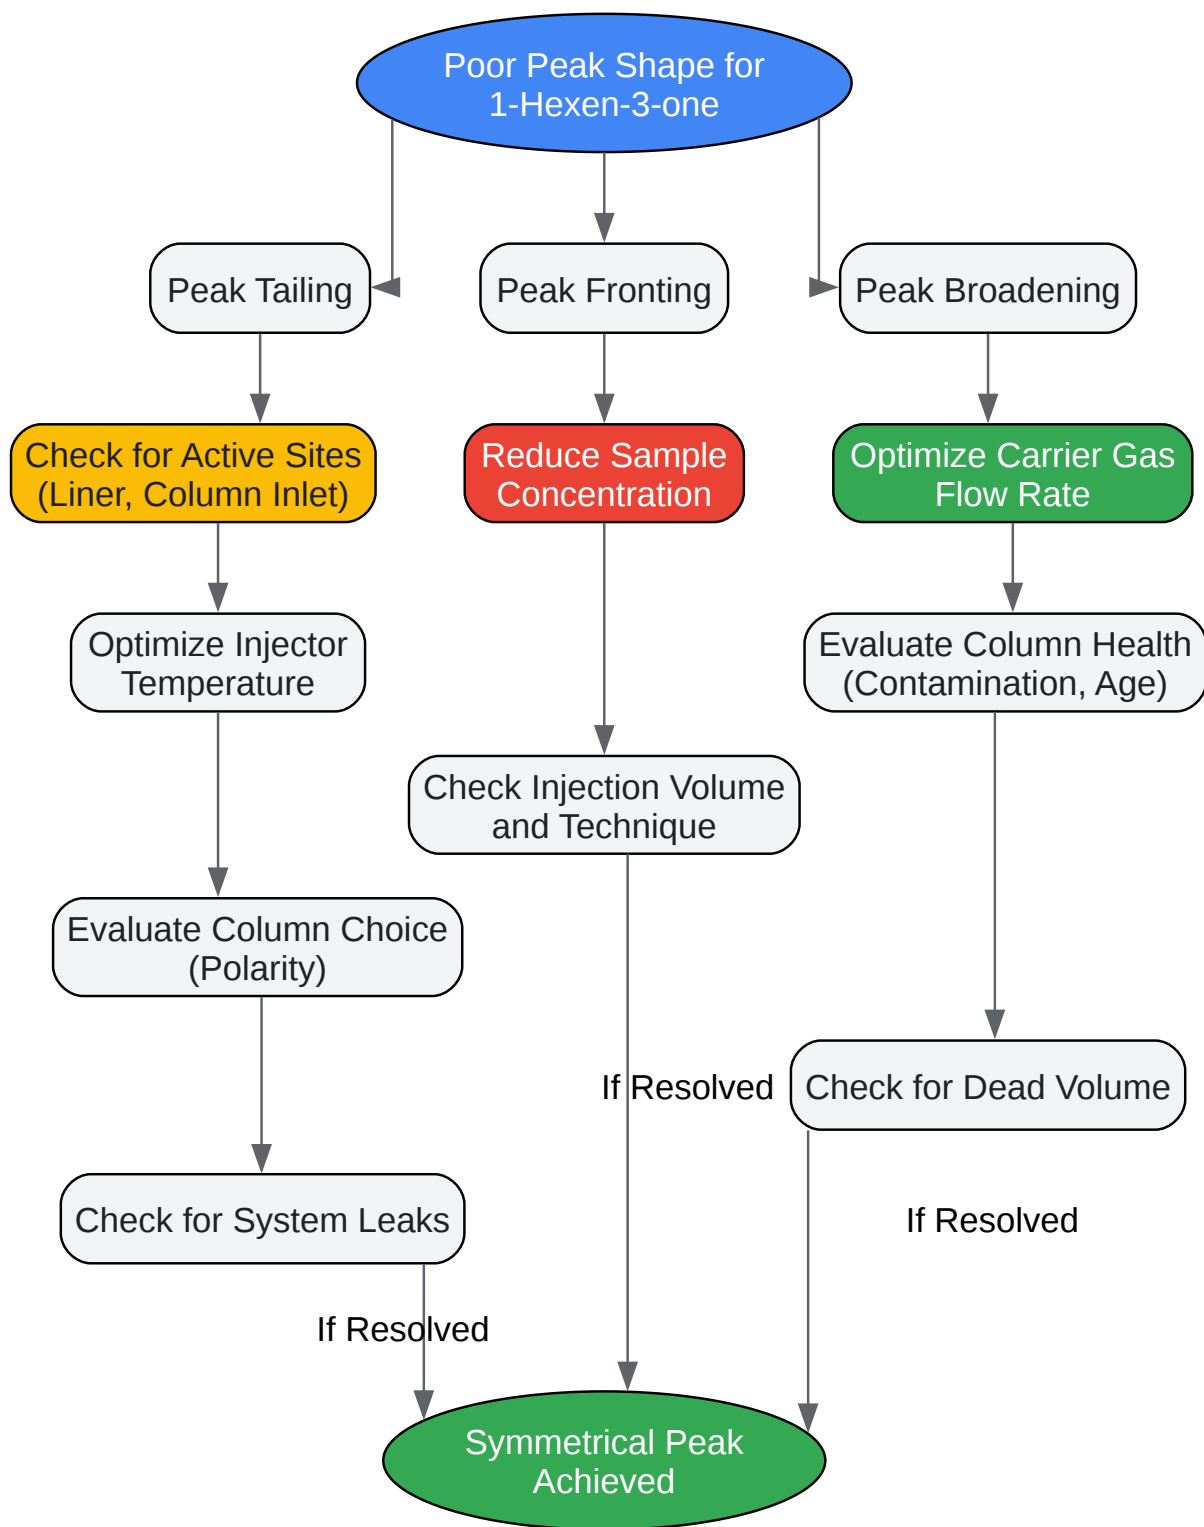 Poor Peak Shape for
1-Hexen-3-one
Peak Tailing
Peak Fronting
Peak Broadening
Check for Active Sites
(Liner, Column Inlet)
Reduce Sample
Concentration
Optimize Carrier Gas
Flow Rate
Optimize Injector
Temperature
Evaluate Column Health
(Contamination, Age)
Check Injection Volume
and Technique
Evaluate Column Choice
(Polarity)
If Resolved
Check for Dead Volume
Check for System Leaks
If Resolved
If Resolved
Symmetrical Peak
Achieved